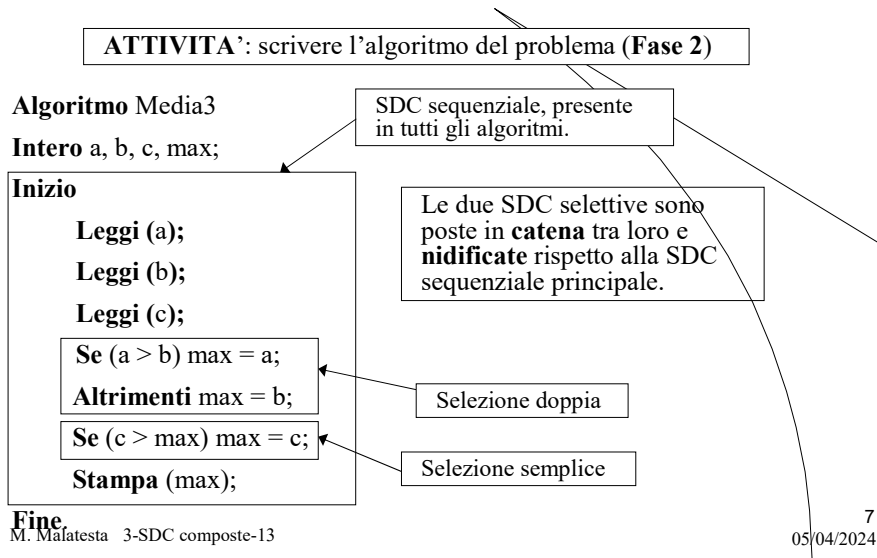 ATTIVITA’: scrivere l’algoritmo del problema (Fase 2)
Algoritmo Media3
Intero a, b, c, max;
SDC sequenziale, presente
in tutti gli algoritmi.
Inizio
Leggi (a);
Leggi (b);
Leggi (c);
Le due SDC selettive sono
poste in catena tra loro e
nidificate rispetto alla SDC
sequenziale principale.
Se (a > b) max = a;
Altrimenti max = b;
Selezione doppia
Se (c > max) max = c;
Selezione semplice
Stampa (max);
Fine.
M. Malatesta 3-SDC composte-13
7
05/04/2024